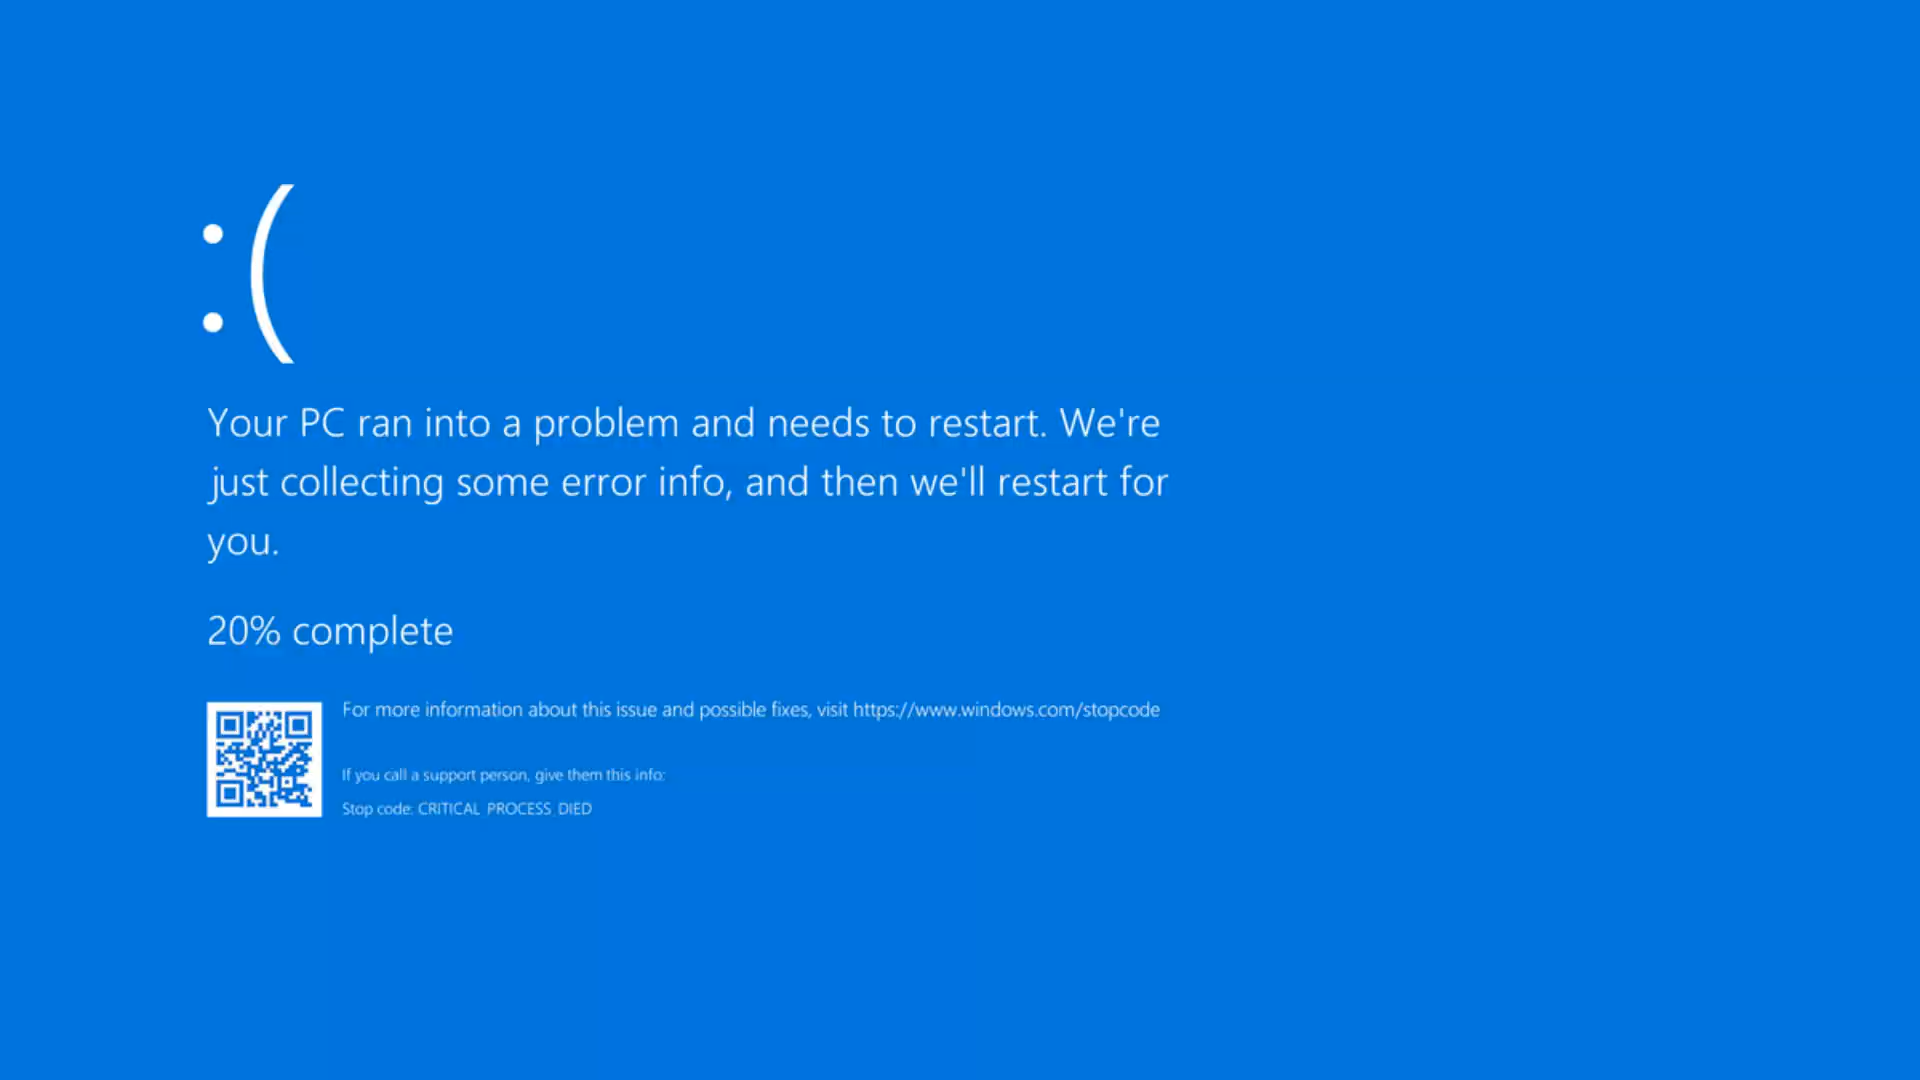 :(
Your PC ran into a problem and needs to restart. We're
just collecting some error info, and then we'll restart for
you.
20% complete
For more information about this issue and possible fixes, visit https://www.windows.com/stopcode
If you call a support person, give them this info:
Stop code: CRITICAL_PROCESS_DIED